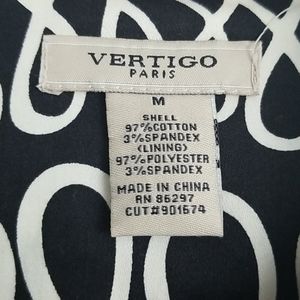 VERTIGO
PARIS
M
SHELL
97%COTTON
3%SPANDEX
(LINING)
97%POLYESTER
3%SPANDEX
MADE IN CHINA
RN 86297
CUT#901674